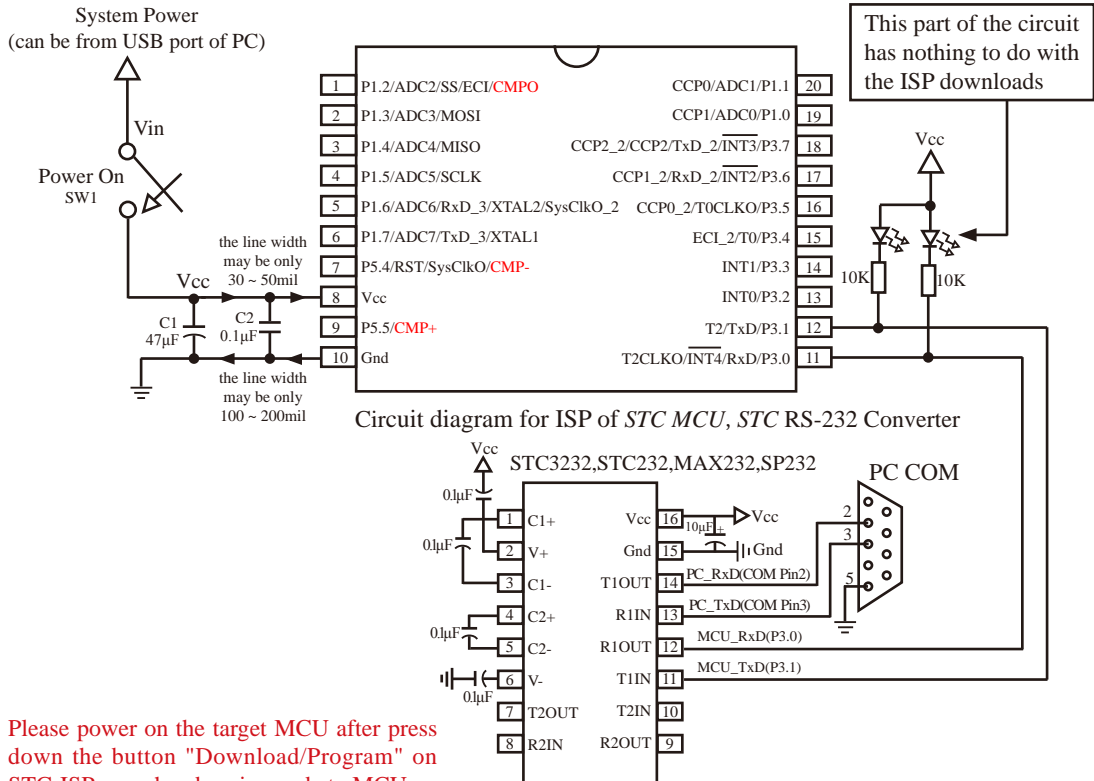 System Power
(can be from USB port of PC)
Vin
Power On
SW1
the line width
may be only
30 ~ 50mil
Vcc
C1
47μF
C2
0.1μF
the line width
may be only
100 ~ 200mil
1 P1.2/ADC2/SS/ECI/CMPO
2 P1.3/ADC3/MOSI
3 P1.4/ADC4/MISO
4 P1.5/ADC5/SCLK
5 P1.6/ADC6/RxD_3/XTAL2/SysClkO_2
6 P1.7/ADC7/TxD_3/XTAL1
7 P5.4/RST/SysClkO/CMP-
8 Vcc
9 P5.5/CMP+
10 Gnd
CCP0/ADC1/P1.1 20
CCP1/ADC0/P1.0 19
CCP2_2/CCP2/TxD_2/INT3/P3.7 18
CCP1_2/RxD_2/INT2/P3.6 17
CCP0_2/T0CLKO/P3.5 16
ECI_2/T0/P3.4 15
INT1/P3.3 14
INT0/P3.2 13
T2/TxD/P3.1 12
T2CLKO/INT4/RxD/P3.0 11
This part of the circuit
has nothing to do with
the ISP downloads
Vcc
10K
10K
Circuit diagram for ISP of STC MCU, STC RS-232 Converter
Vcc
STC3232,STC232,MAX232,SP232
PC COM
0.1μF
0.1μF
0.1μF
0.1μF
1 C1+
2 V+
3 C1-
4 C2+
5 C2-
6 V-
7 T2OUT
8 R2IN
Vcc 16
Gnd 15
T1OUT 14
R1IN 13
R1OUT 12
T1IN 11
T2IN 10
R2OUT 9
10μF +
Vcc
Gnd
PC_RxD(COM Pin2)
PC_TxD(COM Pin3)
MCU_RxD(P3.0)
MCU_TxD(P3.1)
2
3
5
Please power on the target MCU after press
down the button "Download/Program" on